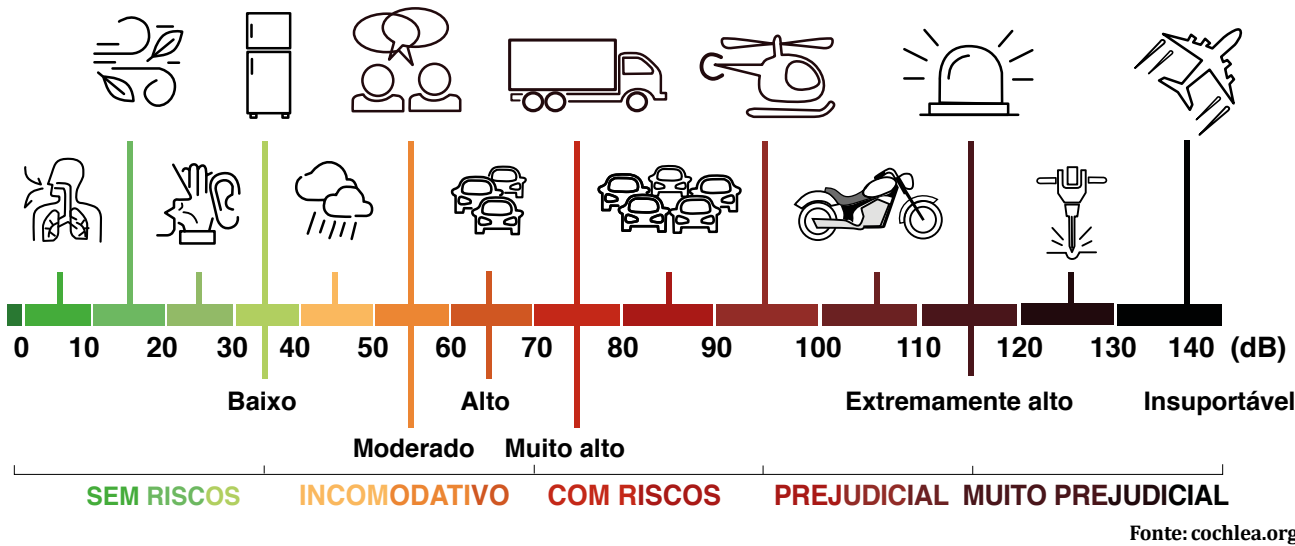 0 10 20 30 40 50 60 70 80 90 100 110 120 130 140 (dB)
Baixo Alto Extremamente alto Insuportável
Moderado Muito alto
SEM RISCOS INCOMODATIVO COM RISCOS PREJUDICIAL MUITO PREJUDICIAL
Fonte: cochlea.org